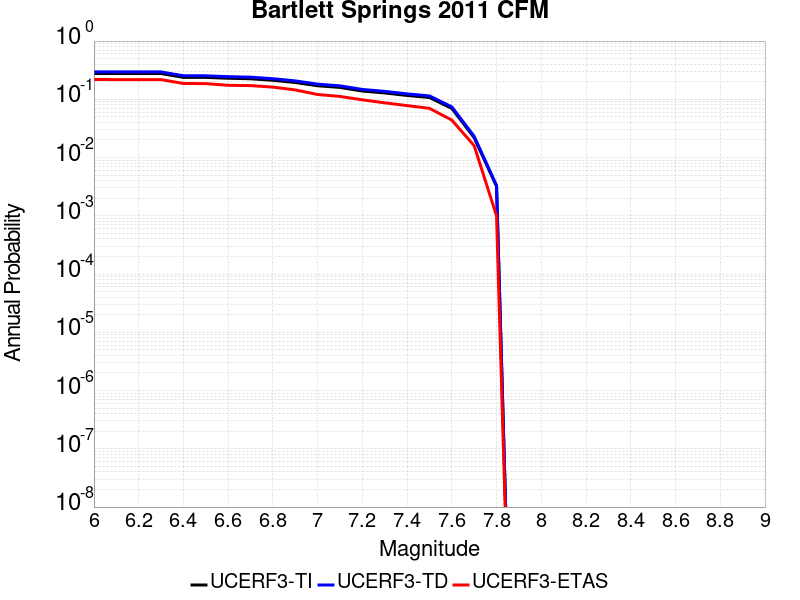 Bartlett Springs 2011 CFM
10^0
10^-1
10^-2
10^-3
10^-4
10^-5
10^-6
10^-7
10^-8
Annual Probability
6 6.2 6.4 6.6 6.8 7 7.2 7.4 7.6 7.8 8 8.2 8.4 8.6 8.8 9
Magnitude
UCERF3-TI UCERF3-TD UCERF3-ETAS